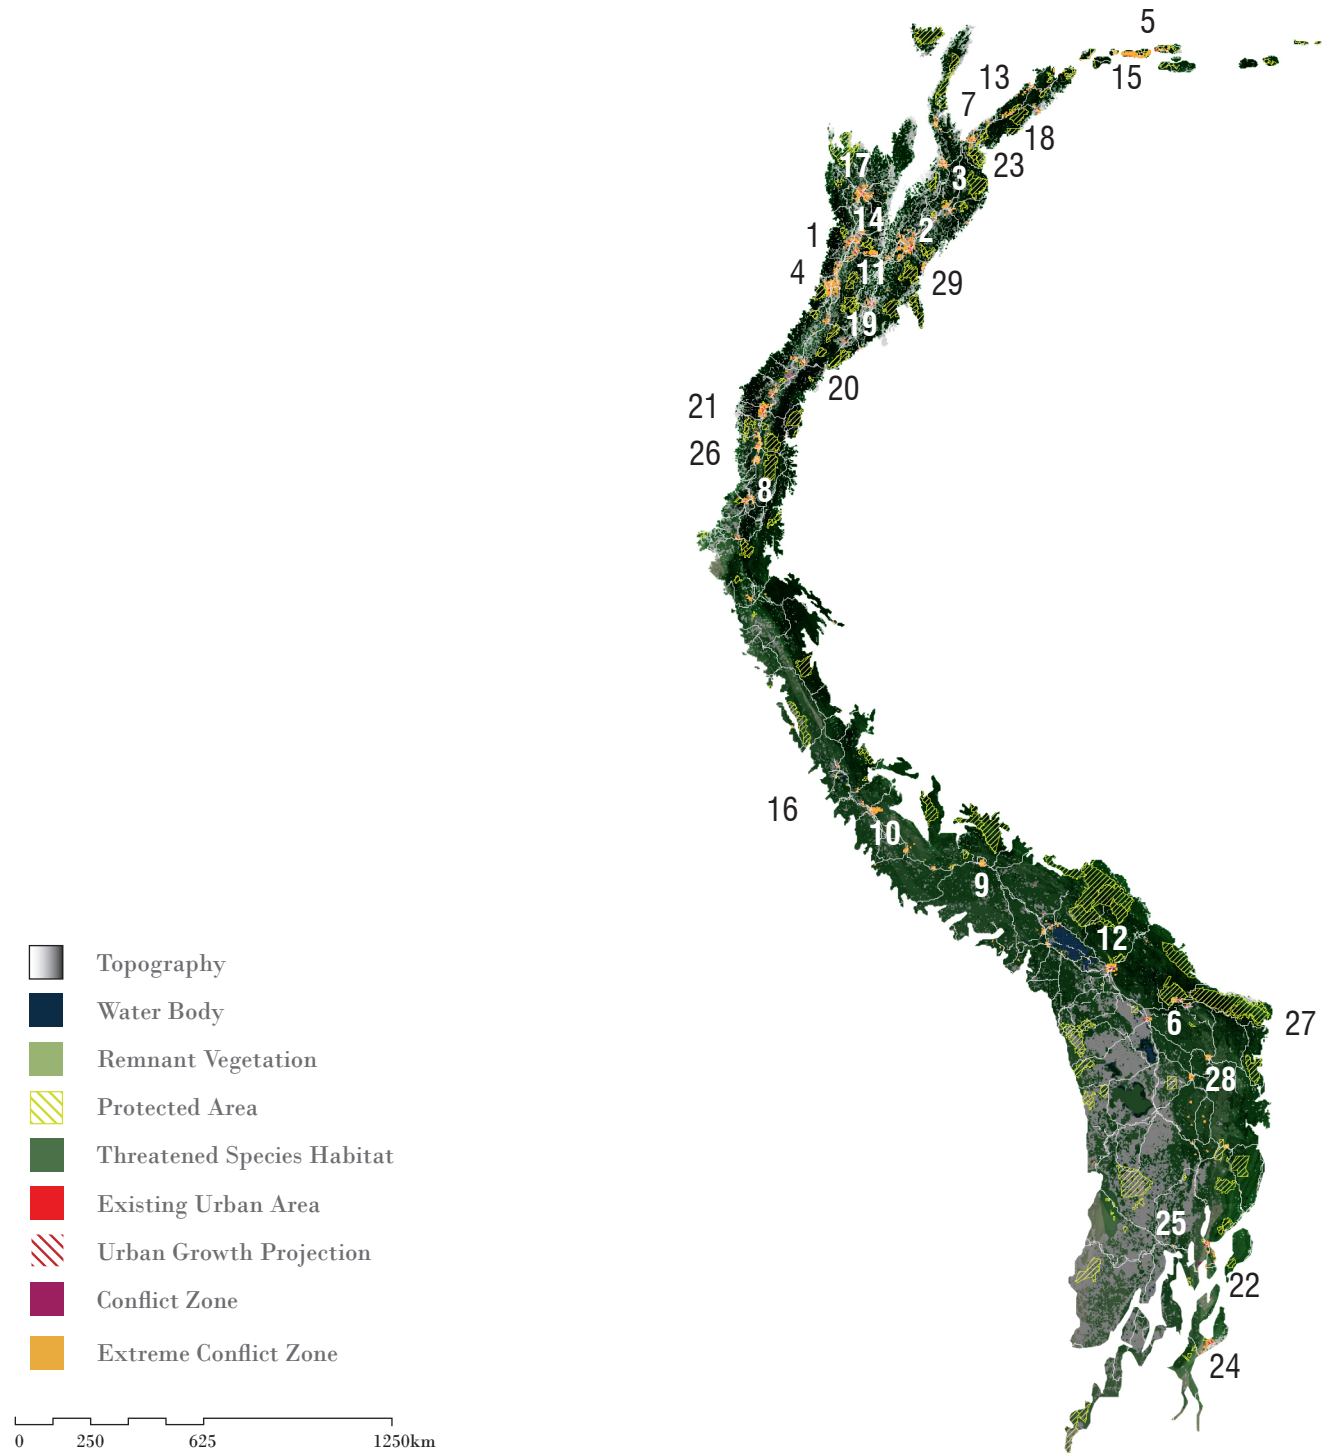 5
13
15
7
18
17
23
3
14
1
2
11
4
29
19
20
21
26
8
16
10
9
12
27
6
28
25
22
24
Topography
Water Body
Remnant Vegetation
Protected Area
Threatened Species Habitat
Existing Urban Area
Urban Growth Projection
Conflict Zone
Extreme Conflict Zone
0 250 625 1250km